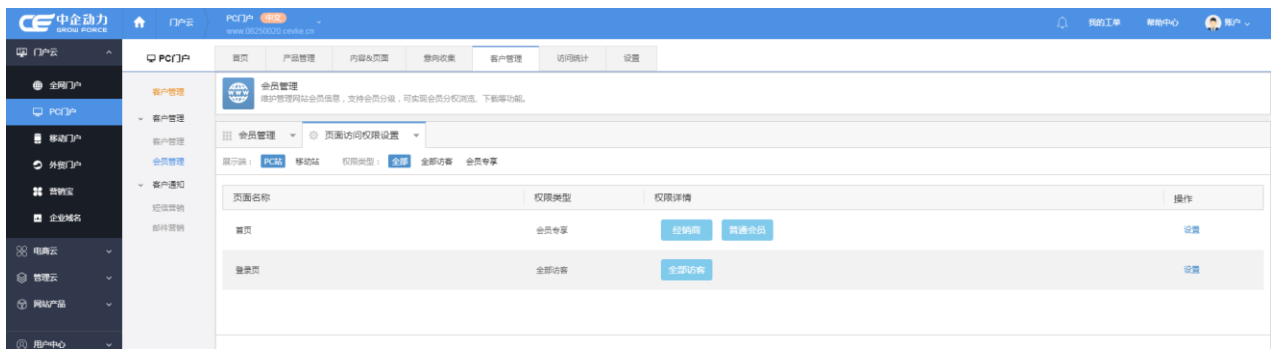 中企动力
GROW FORCE
门户云
PC门户 中文
www.08250020.cevke.cn
我的工单
帮助中心
账户
门户云
全网门户
PC门户
移动门户
外贸门户
营销宝
企业域名
电商云
管理云
网站产品
用户中心
PC门户
客户管理
客户管理
客户管理
会员管理
客户通知
短信营销
邮件营销
首页 产品管理 内容&页面 意向收集 客户管理 访问统计 设置
会员管理
维护管理网站会员信息，支持会员分级，可实现会员分权浏览、下载等功能。
会员管理 页面访问权限设置
展示端： PC站 移动站 权限类型： 全部 全部访客 会员专享
页面名称 权限类型 权限详情 操作
首页 会员专享 经销商 普通会员 设置
登录页 全部访客 全部访客 设置